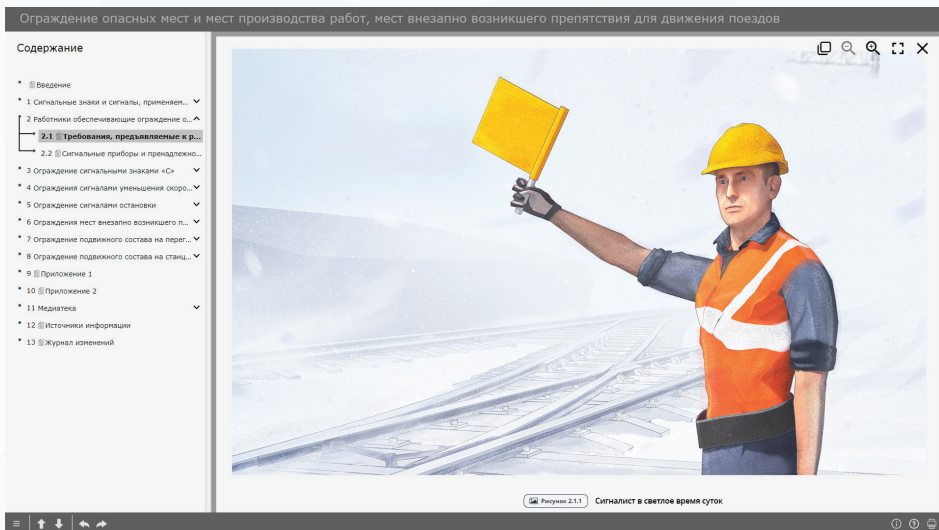 Ограждение опасных мест и мест производства работ, мест внезапно возникшего препятствия для движения поездов
Содержание
Введение
1 Сигнальные знаки и сигналы, применяем...
2 Работники обеспечивающие ограждение о...
2.1 Требования, предъявляемые к р...
2.2 Сигнальные приборы и пренадлежно...
3 Ограждение сигнальными знаками «С»
4 Ограждения сигналами уменьшения скоро...
5 Ограждение сигналами остановки
6 Ограждения мест внезапно возникшего п...
7 Ограждение подвижного состава на перег...
8 Ограждение подвижного состава на станц...
9 Приложение 1
10 Приложение 2
11 Медиатека
12 Источники информации
13 Журнал изменений
Рисунок 2.1.1 Сигналист в светлое время суток